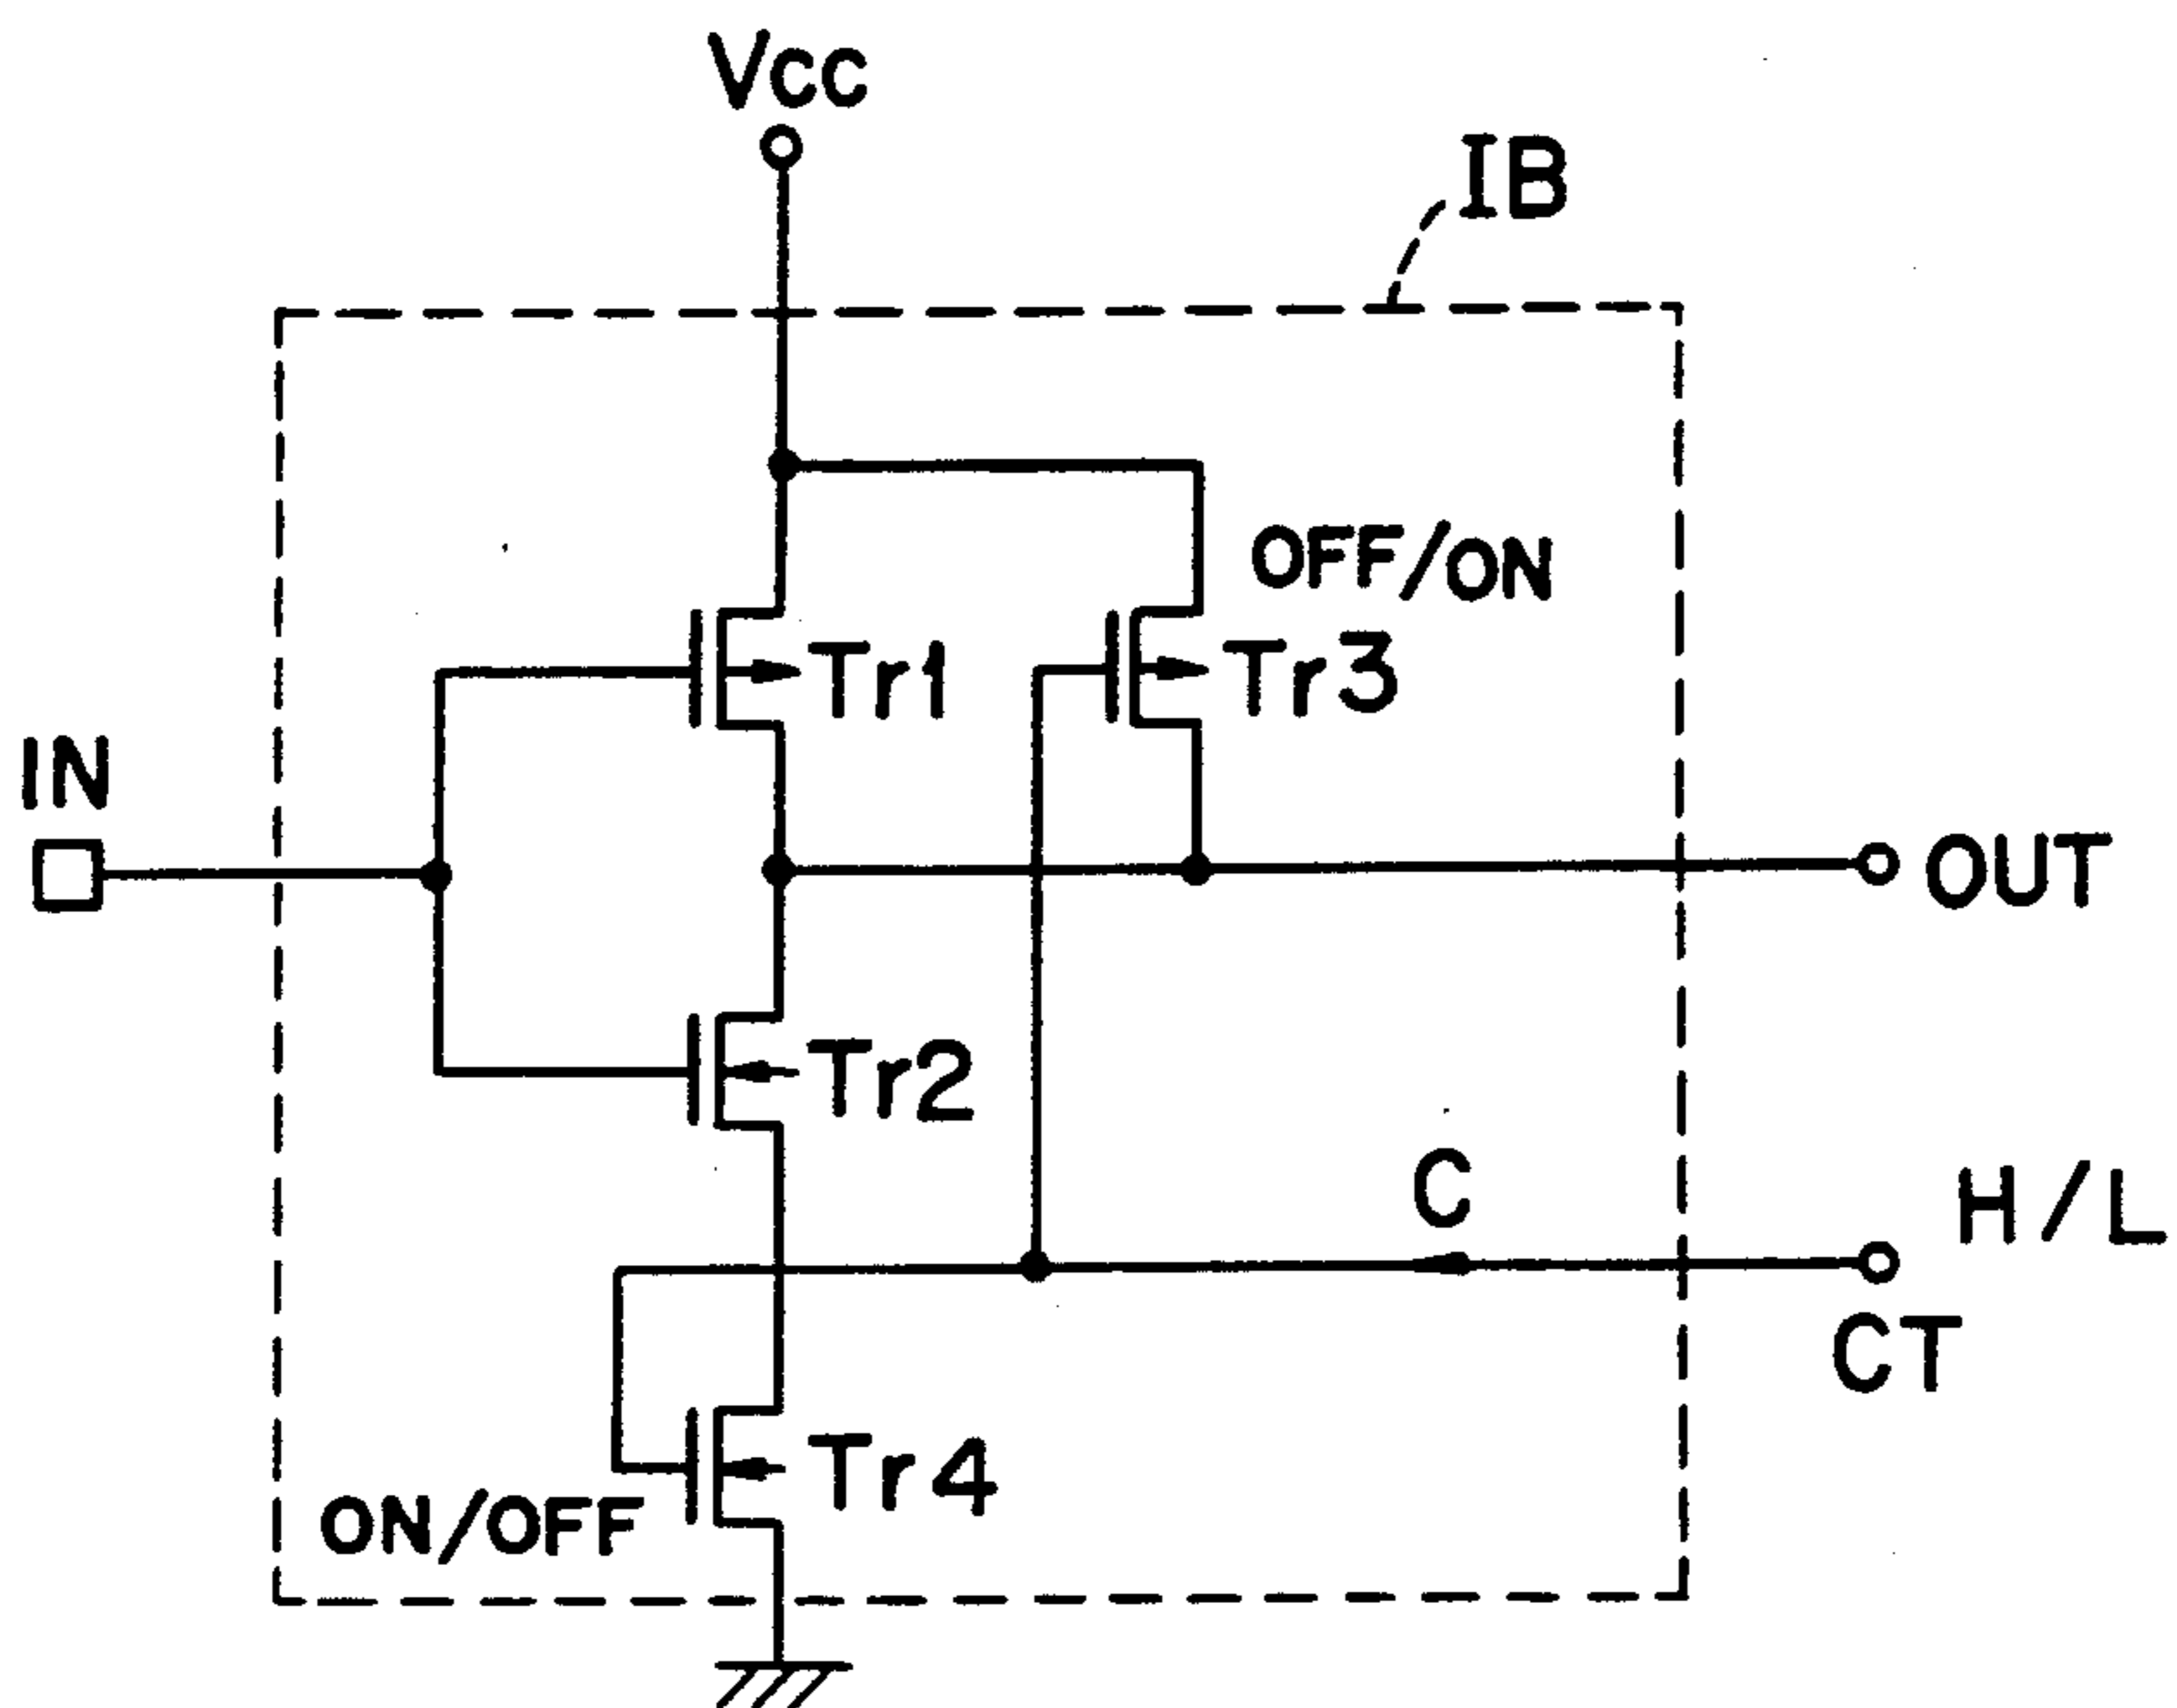 Vcc
IB
OFF/ON
Tr1
Tr3
IN
OUT
Tr2
C
H/L
CT
Tr4
ON/OFF